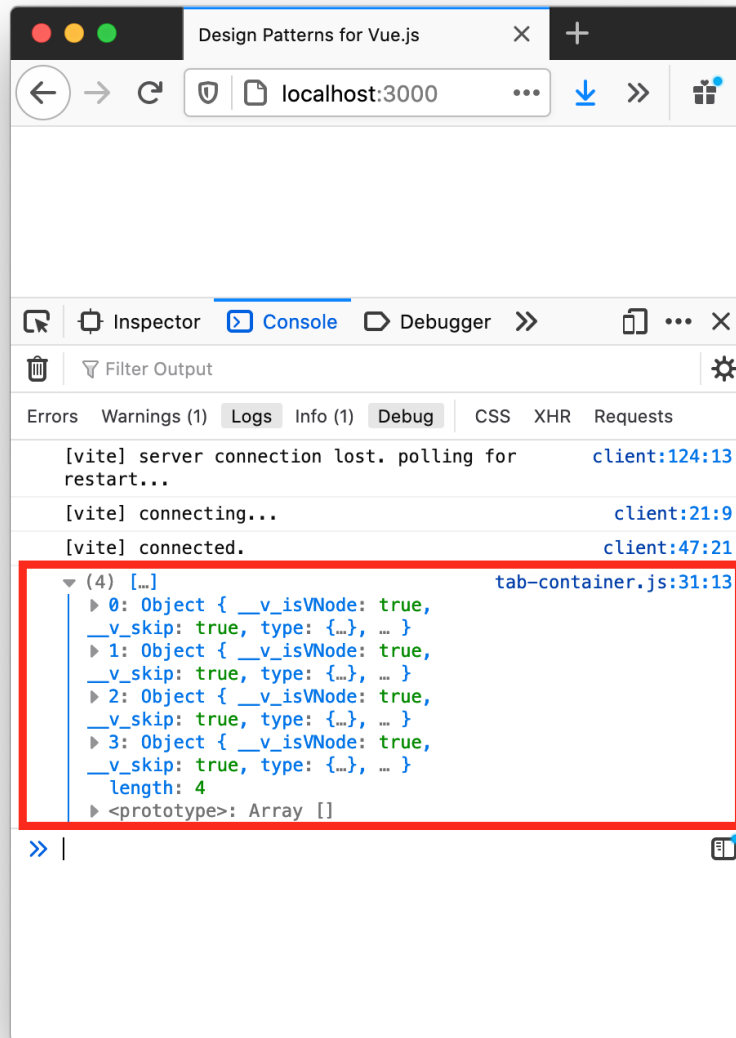 Design Patterns for Vue.js
localhost:3000
Inspector Console Debugger
Filter Output
Errors Warnings (1) Logs Info (1) Debug CSS XHR Requests
[vite] server connection lost. polling for client:124:13
restart...
[vite] connecting... client:21:9
[vite] connected. client:47:21
(4) […] tab-container.js:31:13
0: Object { __v_isVNode: true,
__v_skip: true, type: {…}, … }
1: Object { __v_isVNode: true,
__v_skip: true, type: {…}, … }
2: Object { __v_isVNode: true,
__v_skip: true, type: {…}, … }
3: Object { __v_isVNode: true,
__v_skip: true, type: {…}, … }
length: 4
<prototype>: Array []